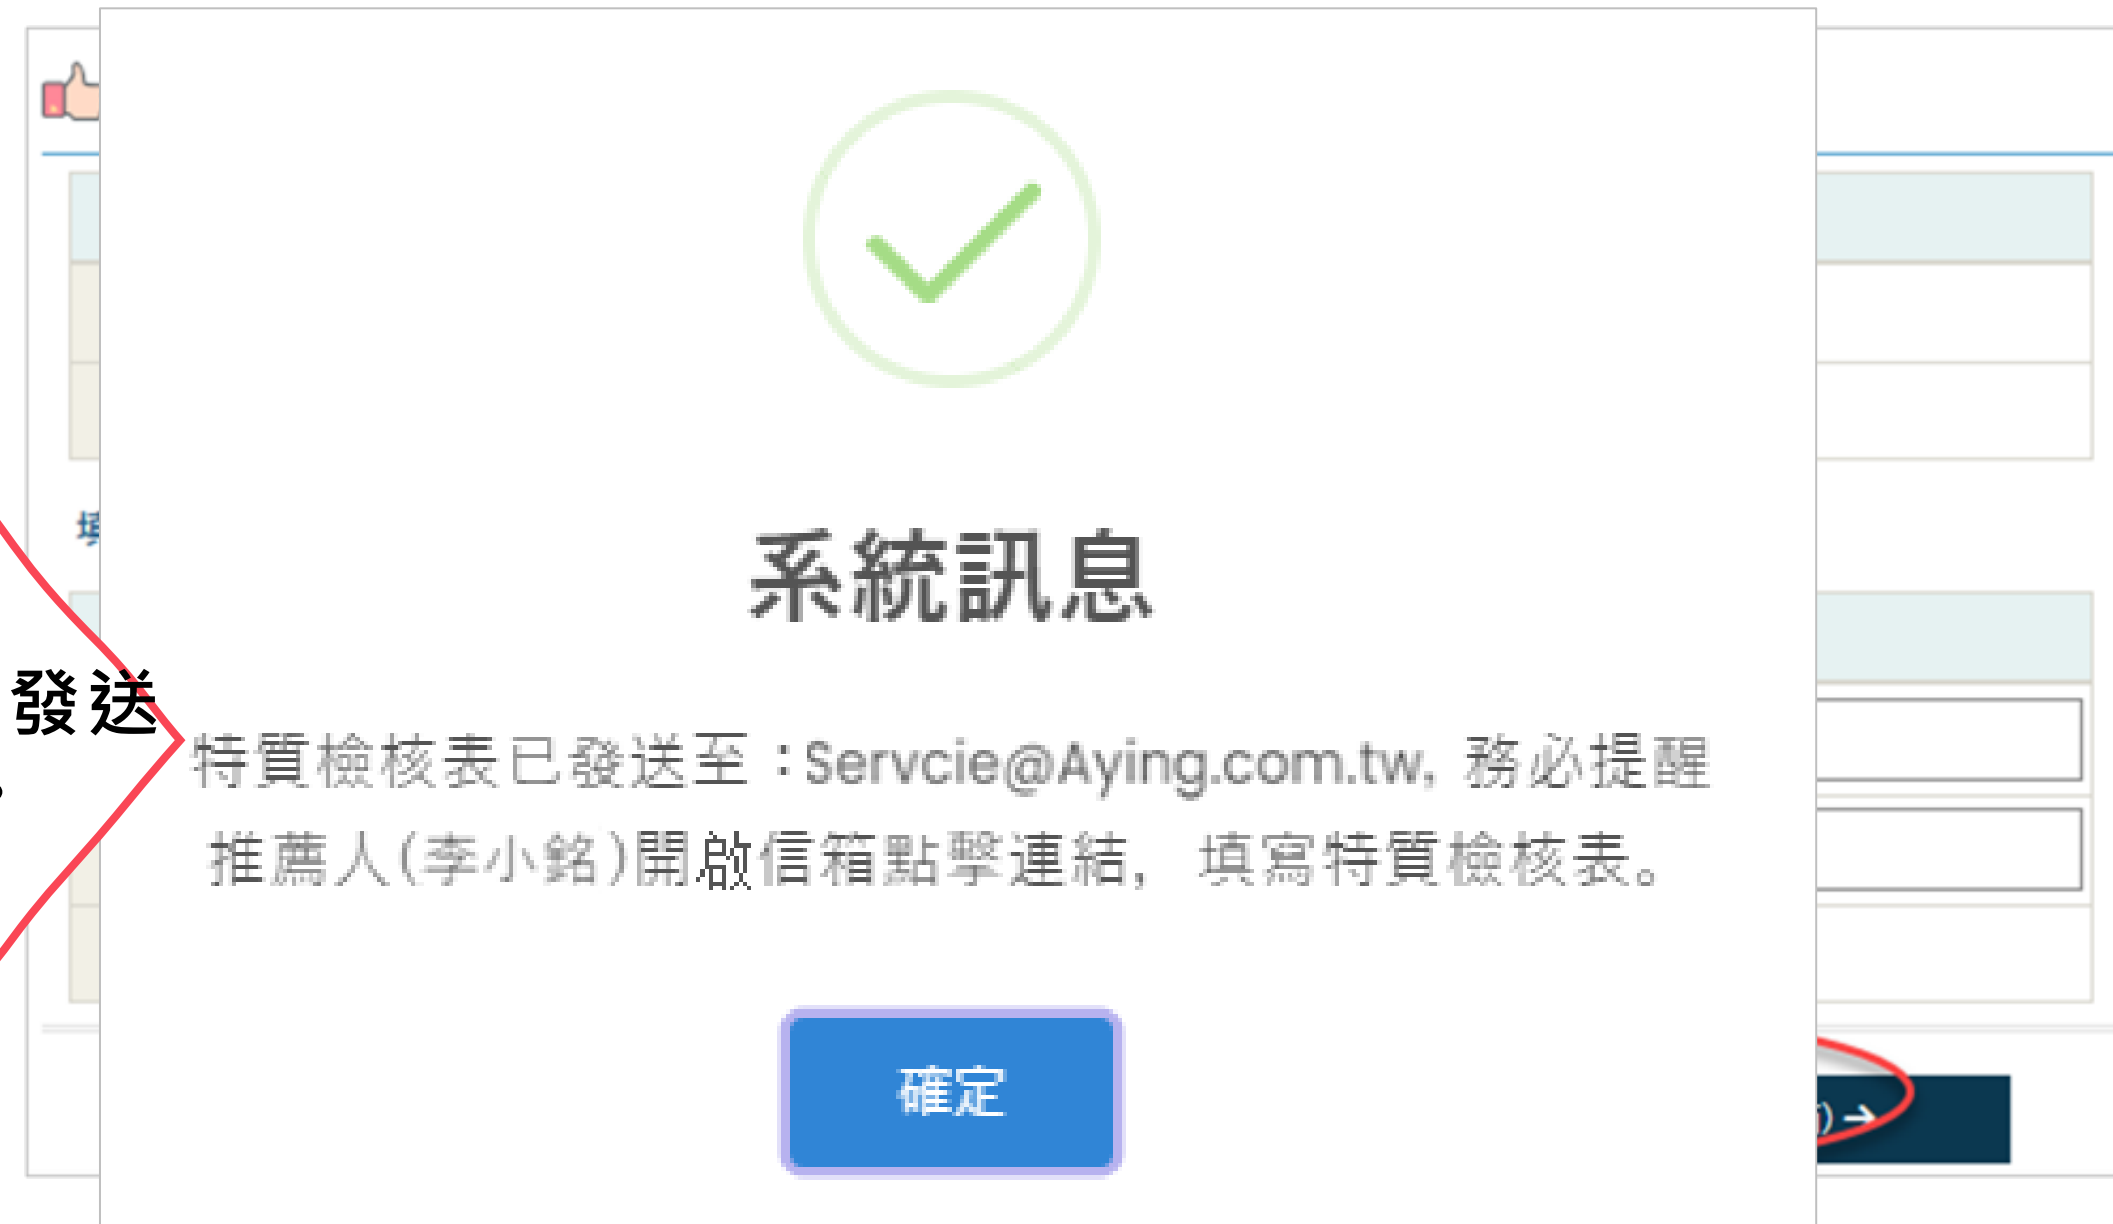 系統訊息
發送
特質檢核表已發送至：Servcie@Aying.com.tw, 務必提醒
推薦人(李小銘)開啟信箱點擊連結, 填寫特質檢核表。
確定
) →